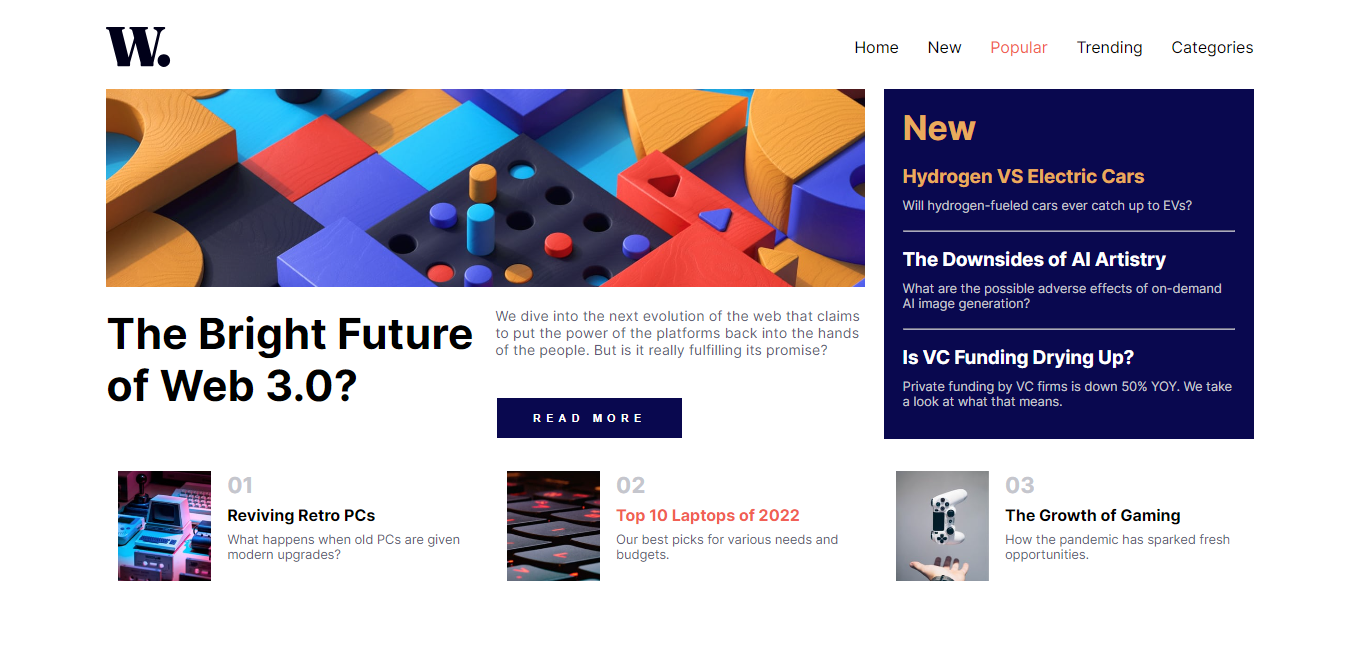 W.
Home New Popular Trending Categories
The Bright Future
of Web 3.0?
We dive into the next evolution of the web that claims
to put the power of the platforms back into the hands
of the people. But is it really fulfilling its promise?
READ MORE
New
Hydrogen VS Electric Cars
Will hydrogen-fueled cars ever catch up to EVs?
The Downsides of AI Artistry
What are the possible adverse effects of on-demand
AI image generation?
Is VC Funding Drying Up?
Private funding by VC firms is down 50% YOY. We take
a look at what that means.
01
Reviving Retro PCs
What happens when old PCs are given
modern upgrades?
02
Top 10 Laptops of 2022
Our best picks for various needs and
budgets.
03
The Growth of Gaming
How the pandemic has sparked fresh
opportunities.